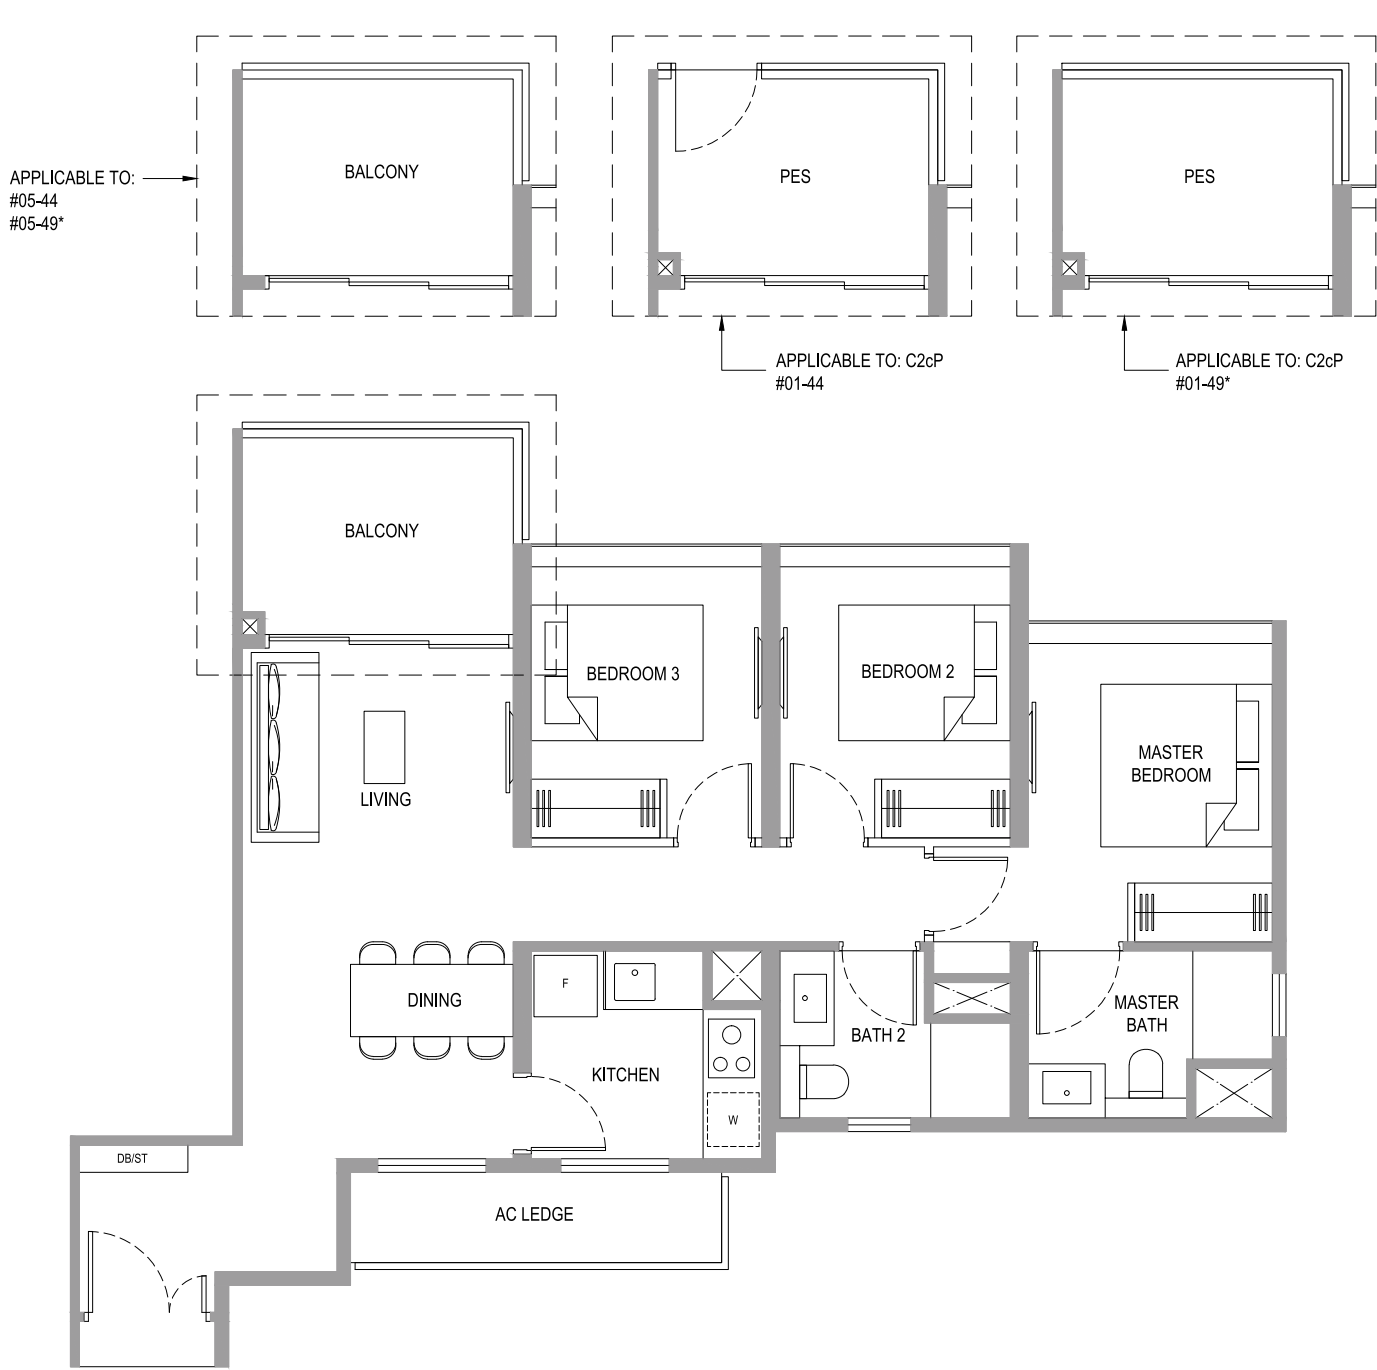 BALCONY
PES
PES
APPLICABLE TO:
#05-44
#05-49*
APPLICABLE TO: C2cP
#01-44
APPLICABLE TO: C2cP
#01-49*
BALCONY
BEDROOM 3
BEDROOM 2
MASTER
BEDROOM
LIVING
DINING
F
KITCHEN
W
BATH 2
MASTER
BATH
DB/ST
AC LEDGE